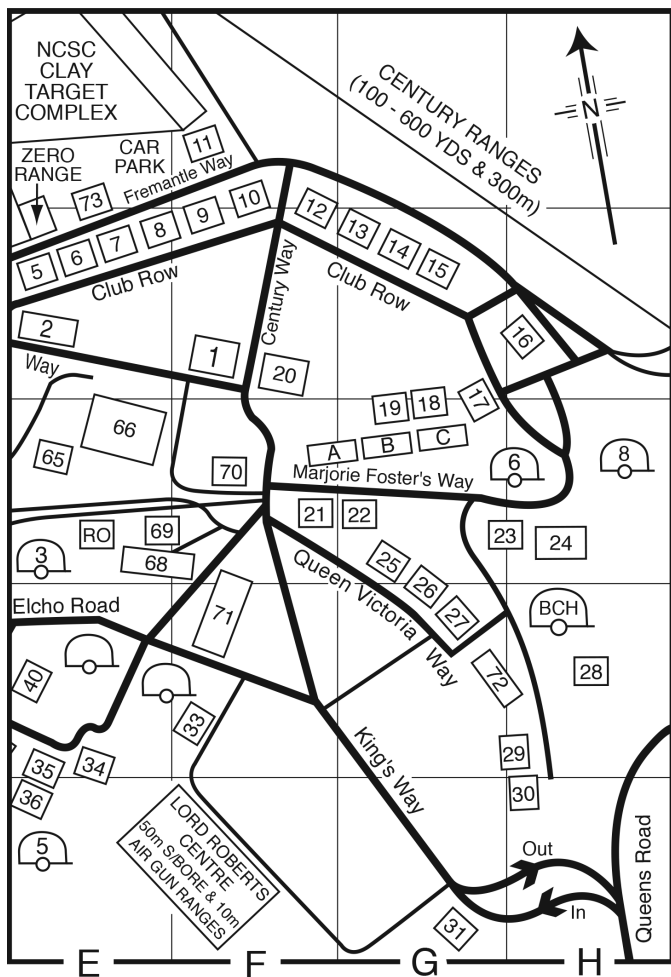 NCSC
CLAY
TARGET
COMPLEX
CENTURY RANGES
(100 - 600 YDS & 300m)
N
ZERO
RANGE
CAR
PARK
11
Fremantle Way
73
5
6
7
8
9
10
12
13
14
15
Club Row
Club Row
Century Way
2
1
16
Way
20
19
18
17
66
65
A
B
C
70
Marjorie Foster's Way
6
8
RO
69
21
22
23
24
3
68
25
26
27
Queen Victoria
Way
Elcho Road
71
BCH
40
72
28
33
35
34
36
29
30
King's Way
5
LORD ROBERTS
CENTRE
50m S/BORE & 10m
AIR GUN RANGES
Out
In
Queens Road
31
E
F
G
H